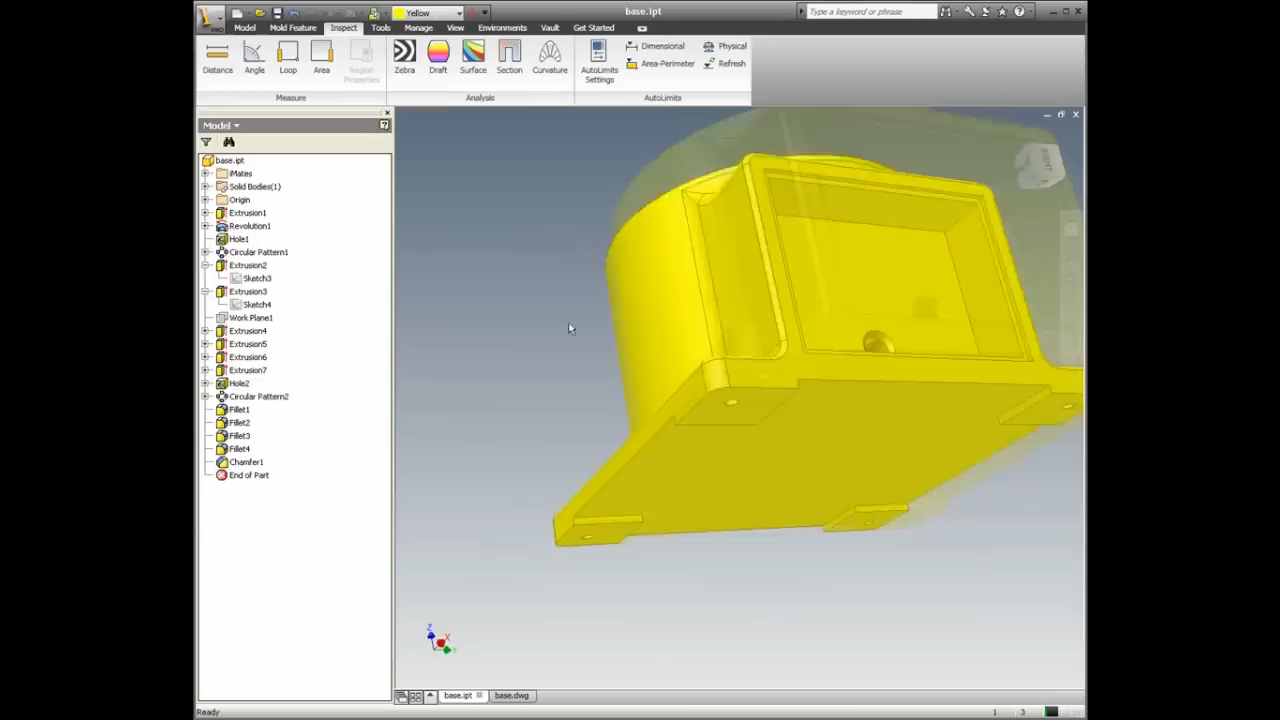 Yellow
base.ipt
Type a keyword or phrase
PRO
Model Mold Feature Inspect Tools Manage View Environments Vault Get Started
Distance Angle Loop Area Region Properties
Zebra Draft Surface Section Curvature
AutoLimits Settings
Dimensional Physical
Area-Perimeter Refresh
Measure Analysis AutoLimits
Model
base.ipt
iMates
Solid Bodies(1)
Origin
Extrusion1
Revolution1
Hole1
Circular Pattern1
Extrusion2
Sketch3
Extrusion3
Sketch4
Work Plane1
Extrusion4
Extrusion5
Extrusion6
Extrusion7
Hole2
Circular Pattern2
Fillet1
Fillet2
Fillet3
Fillet4
Chamfer1
End of Part
RIGHT
Z
X
Y
base.ipt base.dwg
Ready 1 3